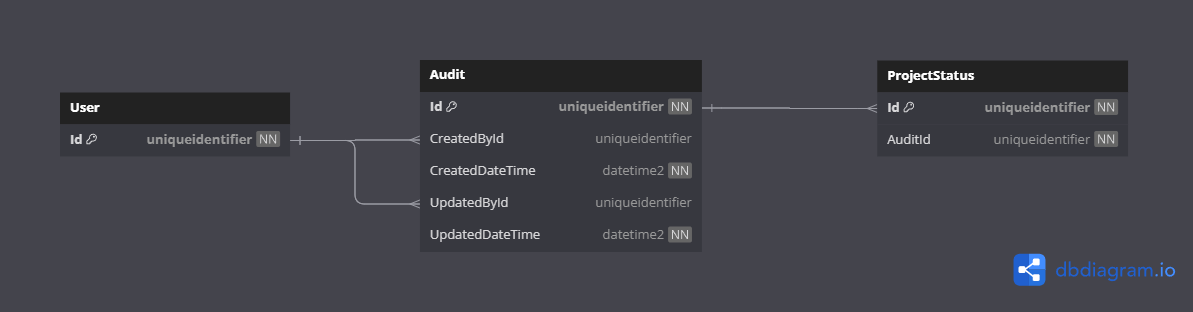 User
Id uniqueidentifier NN
Audit
Id uniqueidentifier NN
CreatedById uniqueidentifier
CreatedDateTime datetime2 NN
UpdatedById uniqueidentifier
UpdatedDateTime datetime2 NN
ProjectStatus
Id uniqueidentifier NN
AuditId uniqueidentifier NN
dbdiagram.io